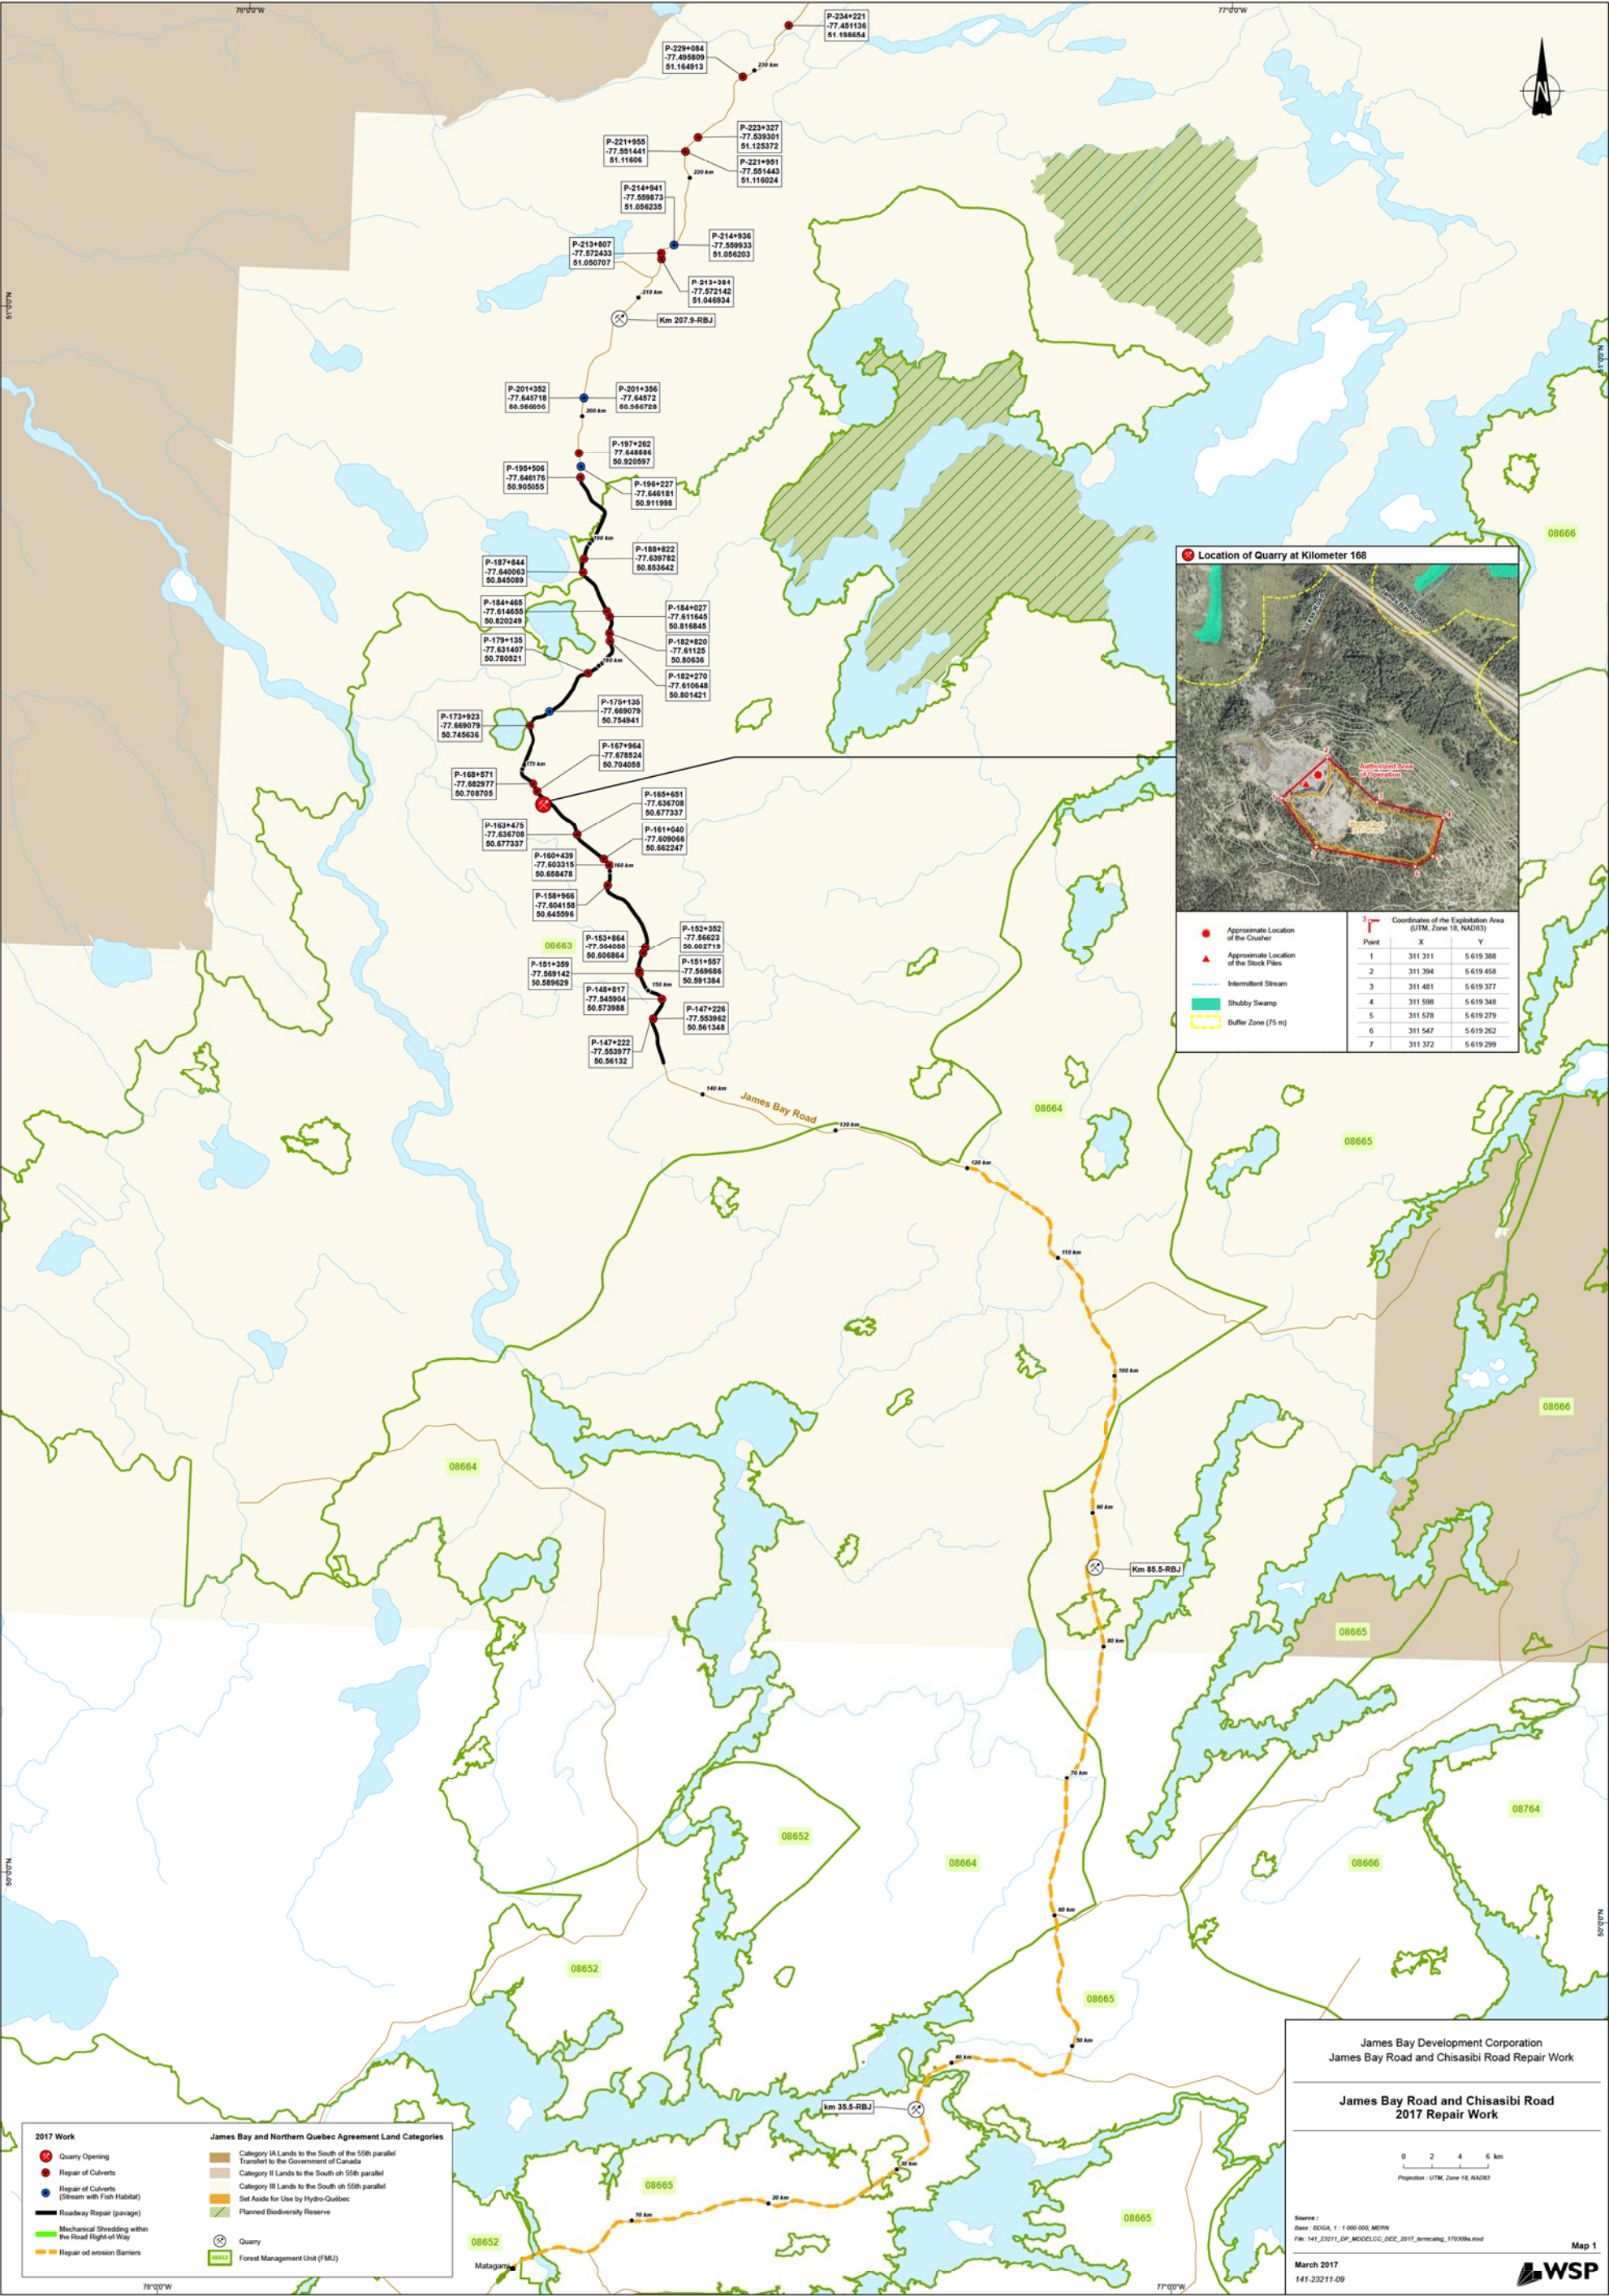 78°0'0"W
77°0'0"W
P-234+221
-77.451136
51.198654
P-229+084
-77.495809
51.164913
230 km
P-223+327
-77.539301
51.125372
P-221+955
-77.551441
51.11606
P-221+951
-77.551443
51.116024
220 km
P-214+941
-77.559873
51.056235
P-214+936
-77.559933
51.056203
P-213+807
-77.572433
51.050707
P-213+384
-77.572142
51.046934
210 km
Km 207.9-RBJ
51°0'0"N
51°0'0"N
P-201+352
-77.645718
P-201+356
-77.64572
200 km
P-197+262
-77.648586
50.920597
P-195+506
-77.646176
50.905055
P-196+227
-77.646181
50.911998
190 km
P-188+822
-77.639782
50.853642
P-187+844
-77.640063
50.845089
P-184+465
-77.614655
50.820249
P-184+027
-77.611645
50.816845
P-182+820
-77.61125
50.80636
P-179+135
-77.631407
50.780521
180 km
P-182+270
-77.610648
50.801421
P-175+135
-77.669079
50.754941
P-173+923
-77.669079
50.745636
P-167+964
-77.678524
50.704058
170 km
P-168+571
-77.682977
50.708705
P-165+651
-77.636708
50.677337
P-163+475
-77.636708
50.677337
P-161+040
-77.609066
50.662247
P-160+439
-77.603315
50.658478
160 km
P-158+966
-77.604158
50.645596
08663
P-153+864
50.606864
P-152+352
-77.56623
50.602719
P-151+359
-77.569142
50.589629
P-151+557
-77.569686
50.591384
150 km
P-148+817
-77.545904
50.573988
P-147+226
-77.553962
50.561348
P-147+222
-77.553977
50.56132
140 km
James Bay Road
130 km
120 km
110 km
100 km
90 km
Km 85.5-RBJ
80 km
70 km
60 km
50 km
40 km
km 35.5-RBJ
30 km
20 km
10 km
Matagami
08666
08664
08665
08666
08664
08665
08764
08652
08664
08666
08652
08665
08665
08665
08652
50°0'0"N
50°0'0"N
78°0'0"W
77°0'0"W
Location of Quarry at Kilometer 168
James Bay Road
Authorized Area
of Operation
Approximate Location
of the Crusher
Approximate Location
of the Stock Piles
Intermittent Stream
Shubby Swamp
Buffer Zone (75 m)
3 Coordinates of the Exploitation Area
(UTM, Zone 18, NAD83)
Point X Y
1 311 311 5 619 388
2 311 394 5 619 458
3 311 481 5 619 377
4 311 598 5 619 348
5 311 578 5 619 279
6 311 547 5 619 262
7 311 372 5 619 299
2017 Work
Quarry Opening
Repair of Culverts
Repair of Culverts
(Stream with Fish Habitat)
Roadway Repair (pavage)
Mechanical Shredding within
the Road Right-of-Way
Repair od erosion Barriers
James Bay and Northern Quebec Agreement Land Categories
Category IA Lands to the South of the 55th parallel
Transfert to the Government of Canada
Category II Lands to the South oh 55th parallel
Category III Lands to the South oh 55th parallel
Set Aside for Use by Hydro-Québec
Planned Biodiversity Reserve
Quarry
08652 Forest Management Unit (FMU)
James Bay Development Corporation
James Bay Road and Chisasibi Road Repair Work
James Bay Road and Chisasibi Road
2017 Repair Work
0 2 4 6 km
Projection : UTM, Zone 18, NAD83
Source :
Base : BDGA, 1 : 1 000 000, MERN
File: 141_23211_DP_MODELCC_DEE_2017_terrecateg_170309a.mxd
Map 1
March 2017
141-23211-09
WSP